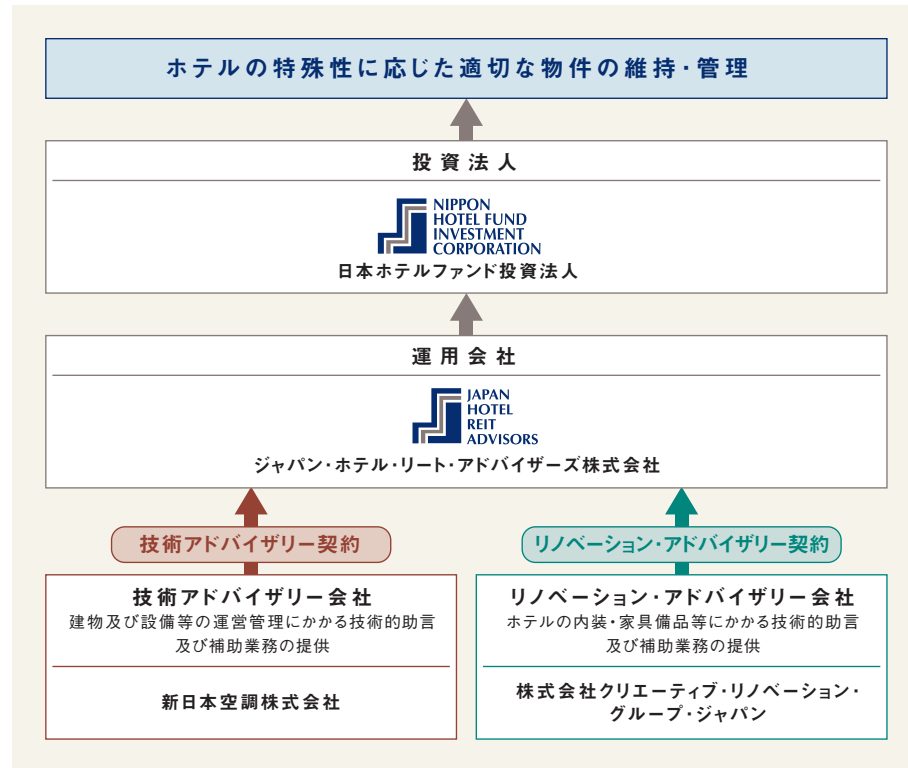 ホテルの特殊性に応じた適切な物件の維持・管理
投資法人
NIPPON
HOTEL FUND
INVESTMENT
CORPORATION
日本ホテルファンド投資法人
運用会社
JAPAN
HOTEL
REIT
ADVISORS
ジャパン・ホテル・リート・アドバイザーズ株式会社
技術アドバイザリー契約
リノベーション・アドバイザリー契約
技術アドバイザリー会社
建物及び設備等の運営管理にかかる技術的助言
及び補助業務の提供
新日本空調株式会社
リノベーション・アドバイザリー会社
ホテルの内装・家具備品等にかかる技術的助言
及び補助業務の提供
株式会社クリエーティブ・リノベーション・
グループ・ジャパン